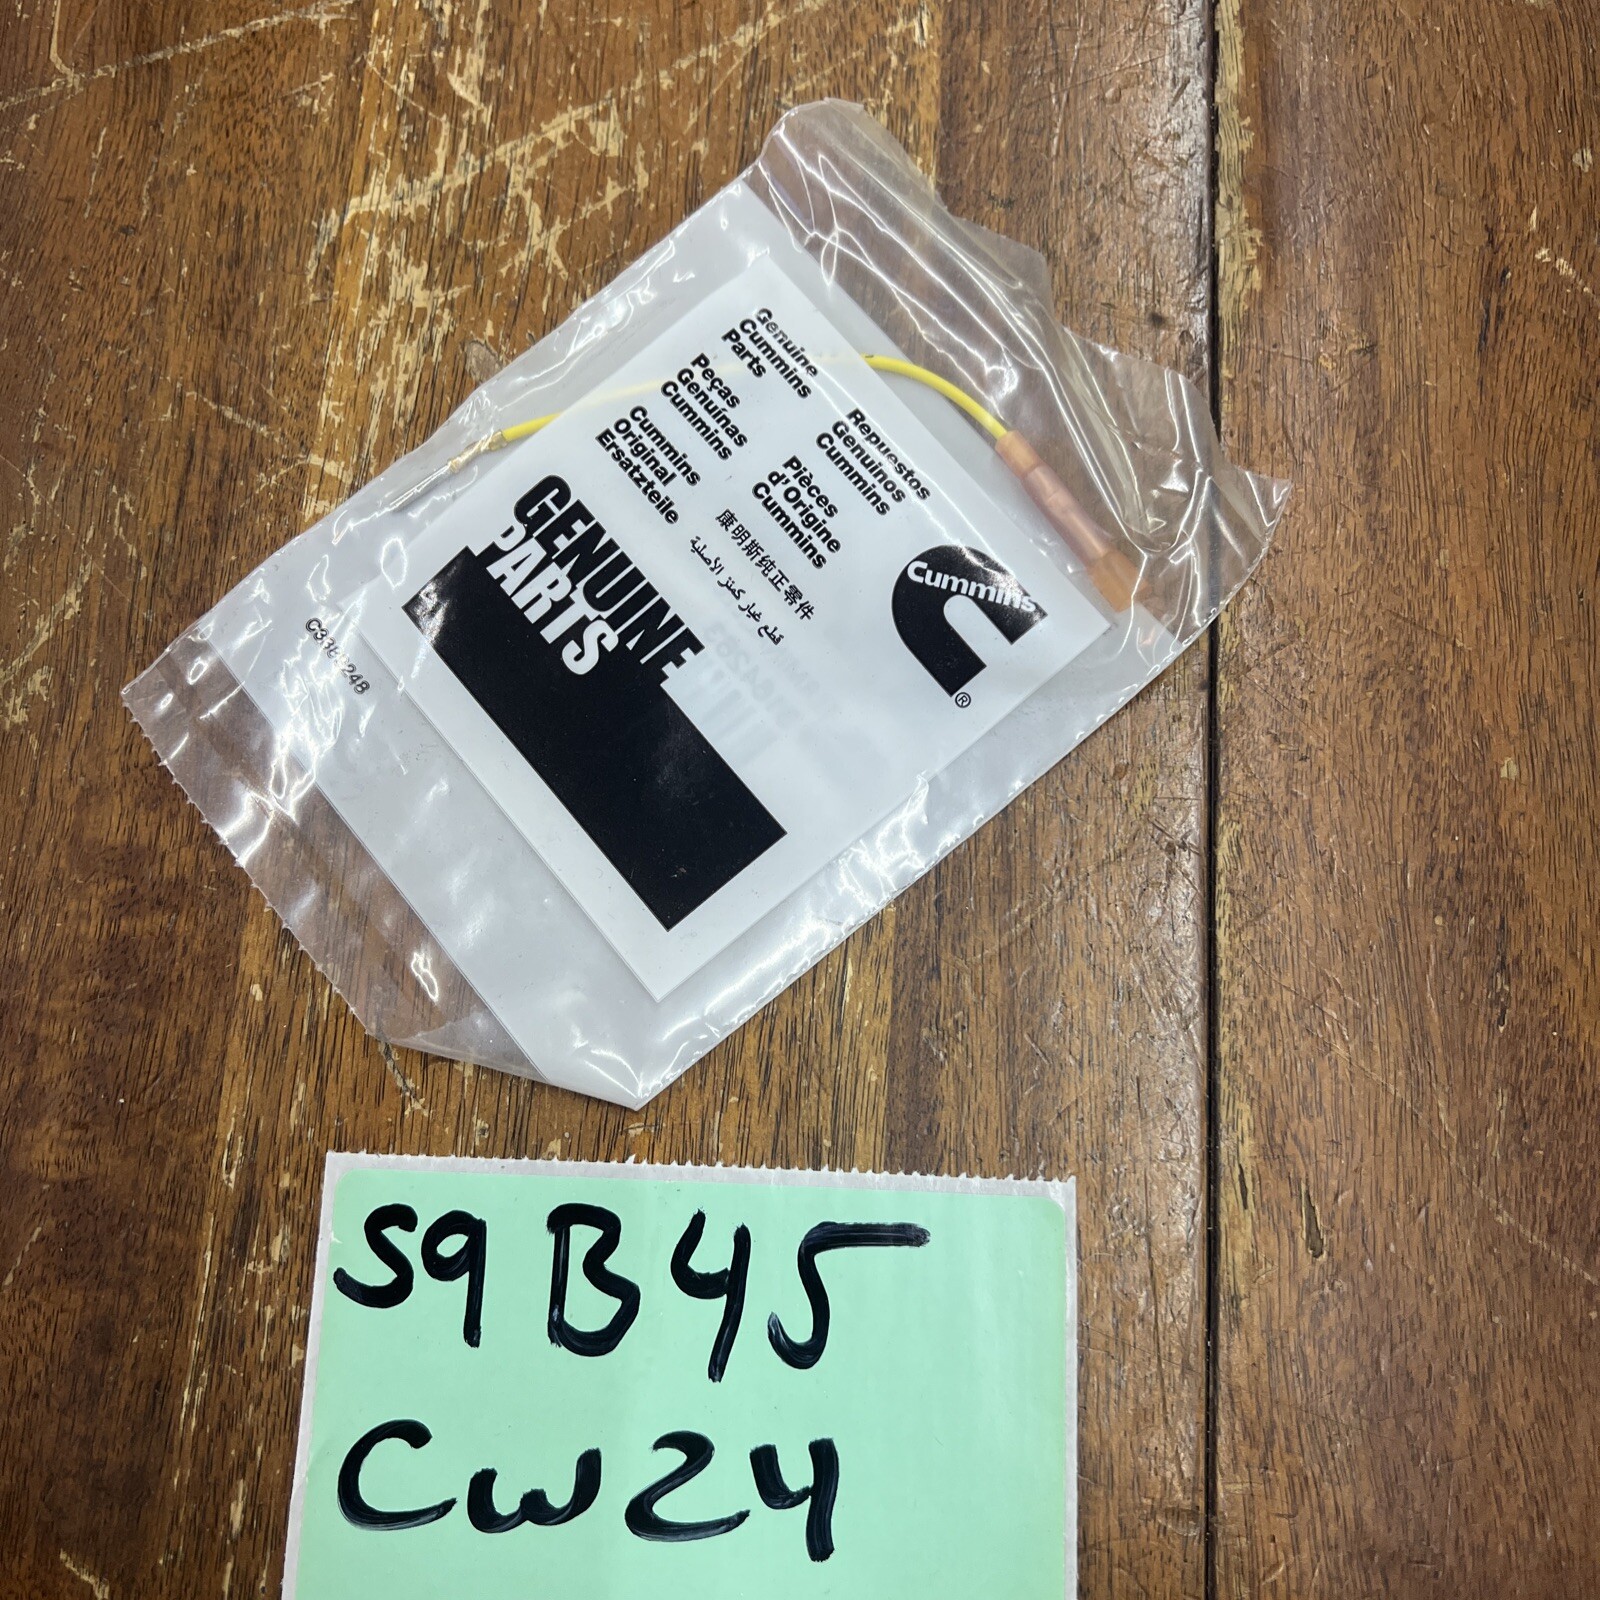 Genuine
Cummins
Parts
Peças
Genuínas
Cummins
Cummins
Original
Ersatzteile
Repuestos
Genuinos
Cummins
Pièces
d'Origine
Cummins
康明斯纯正零件
قطع غيار كمنز الأصلية
GENUINE
PARTS
Cummins
®
S9B45
CW24